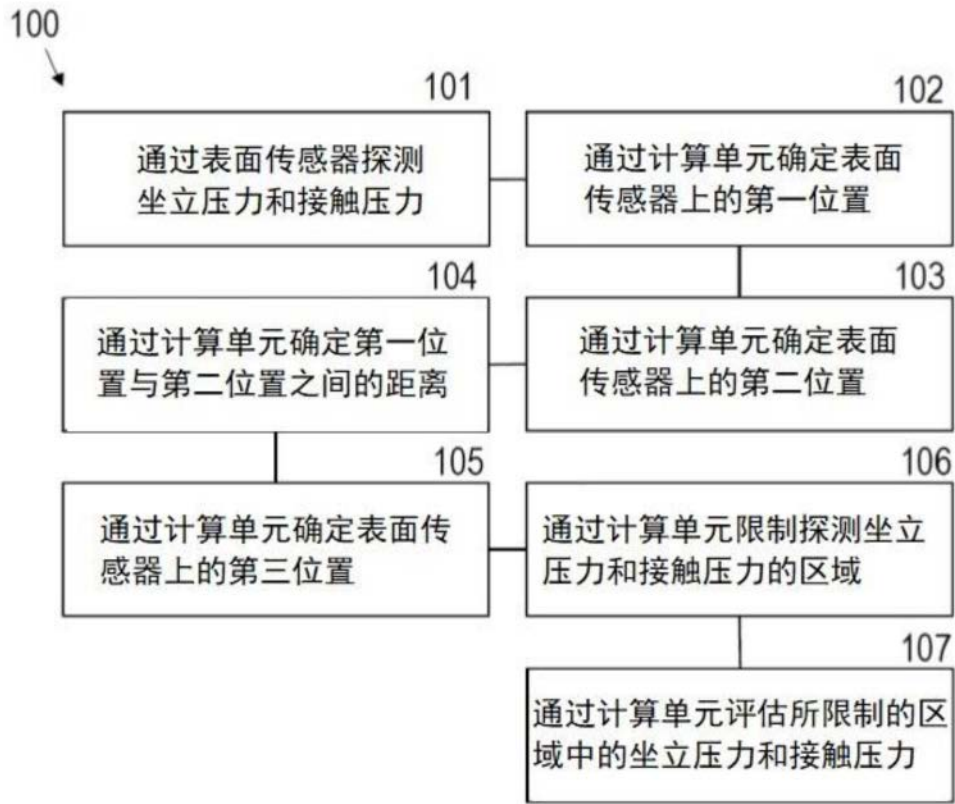 100
101
通过表面传感器探测
坐立压力和接触压力
102
通过计算单元确定表面
传感器上的第一位置
103
通过计算单元确定表面
传感器上的第二位置
104
通过计算单元确定第一位
置与第二位置之间的距离
105
通过计算单元确定表面传
感器上的第三位置
106
通过计算单元限制探测坐立
压力和接触压力的区域
107
通过计算单元评估所限制的区
域中的坐立压力和接触压力